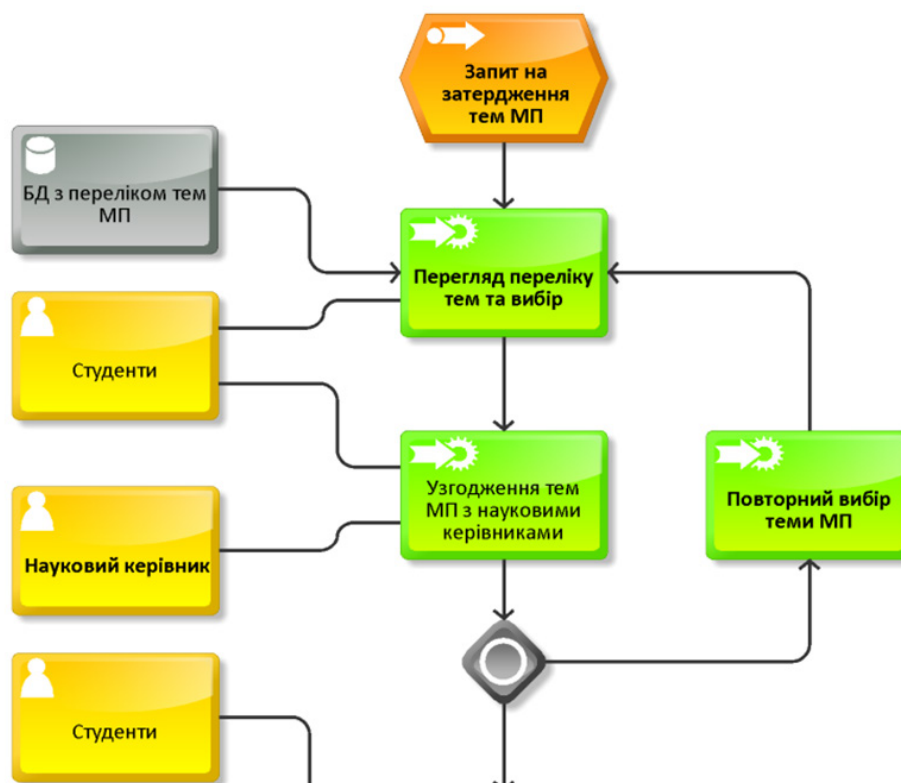 Запит на
затердження
тем МП
БД з переліком тем
МП
Перегляд переліку
тем та вибір
Студенти
Узгодження тем
МП з науковими
керівниками
Повторний вибір
теми МП
Науковий керівник
Студенти